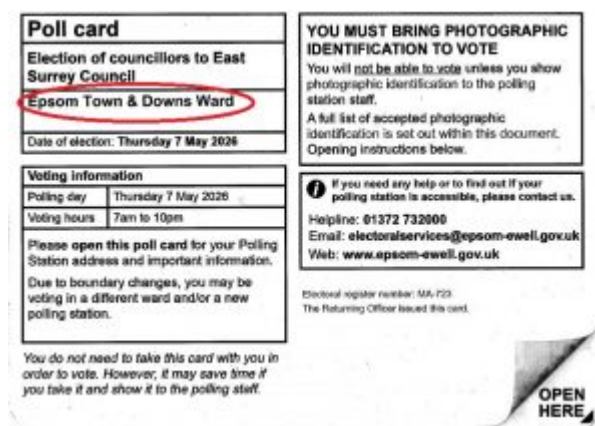 Poll card
Election of councillors to East
Surrey Council
Epsom Town & Downs Ward
Date of election: Thursday 7 May 2026
Voting information
Polling day Thursday 7 May 2026
Voting hours 7am to 10pm
Please open this poll card for your Polling
Station address and important information.
Due to boundary changes, you may be
voting in a different ward and/or a new
polling station.
You do not need to take this card with you in
order to vote. However, it may save time if
you take it and show it to the polling staff.
YOU MUST BRING PHOTOGRAPHIC
IDENTIFICATION TO VOTE
You will not be able to vote unless you show
photographic identification to the polling
station staff.
A full list of accepted photographic
identification is set out within this document.
Opening instructions below.
If you need any help or to find out if your
polling station is accessible, please contact us.
Helpline: 01372 732000
Email: electoralservices@epsom-ewell.gov.uk
Web: www.epsom-ewell.gov.uk
Electoral register number: MA-723
The Returning Officer issued this card.
OPEN
HERE